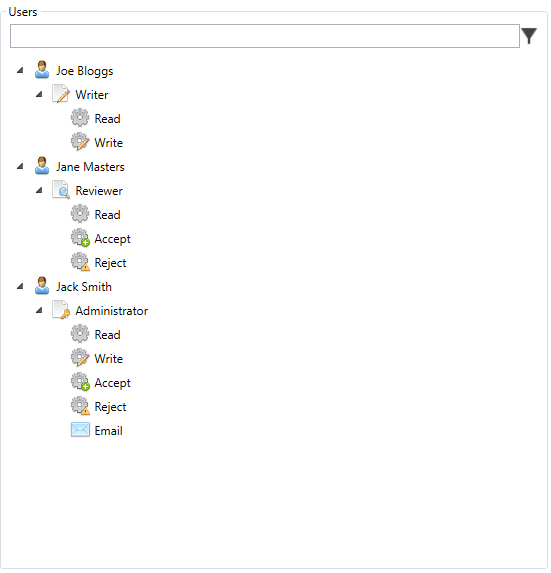 Users
Joe Bloggs
Writer
Read
Write
Jane Masters
Reviewer
Read
Accept
Reject
Jack Smith
Administrator
Read
Write
Accept
Reject
Email